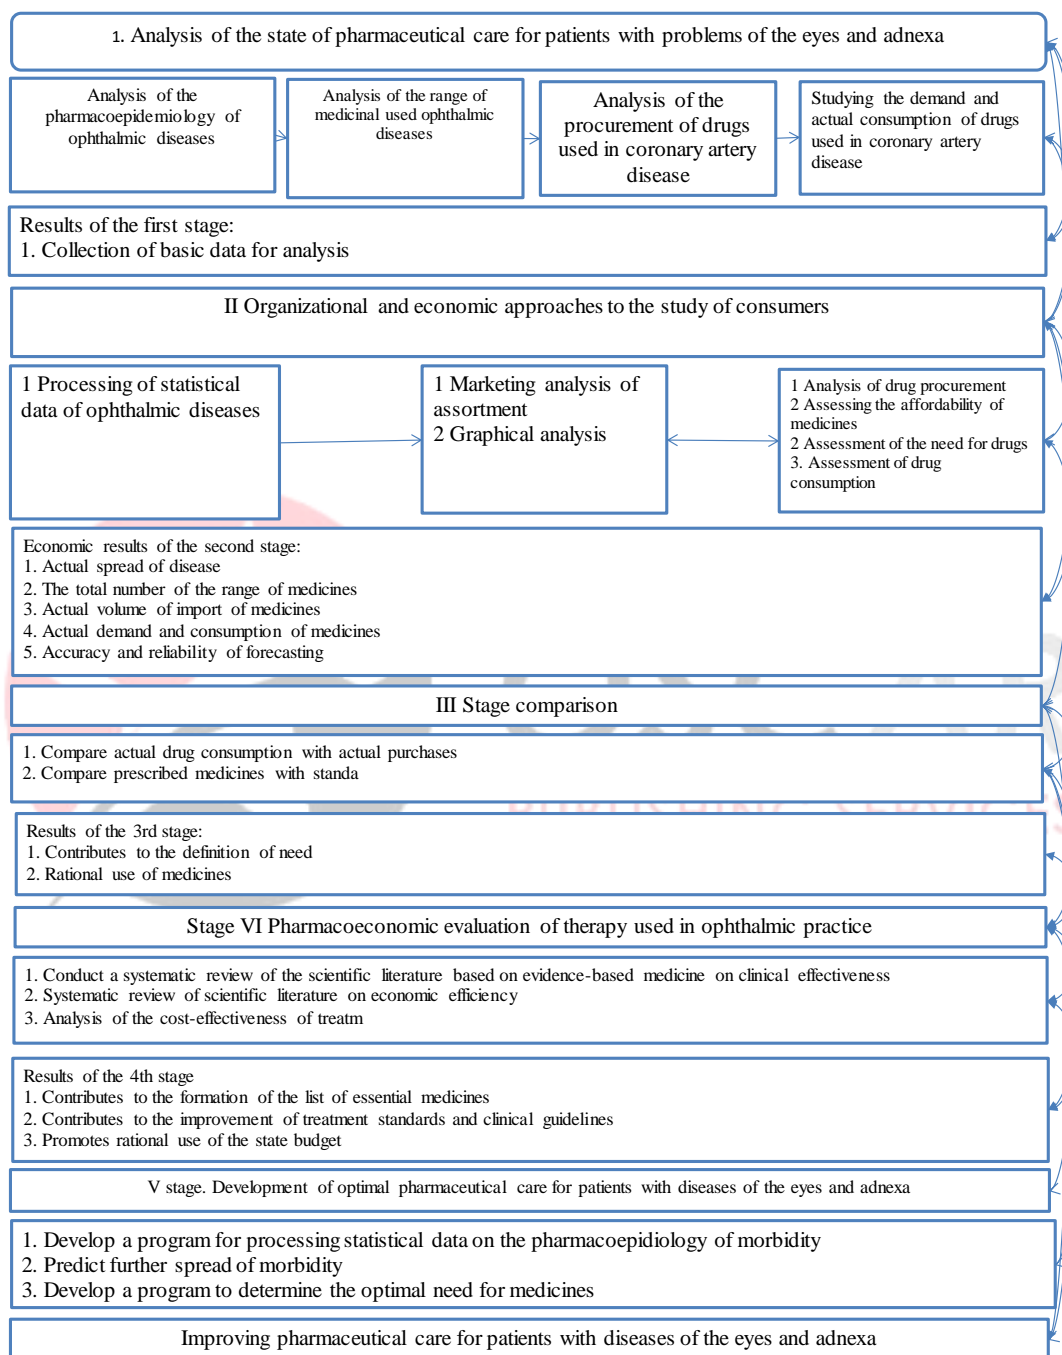 1. Analysis of the state of pharmaceutical care for patients with problems of the eyes and adnexa
Analysis of the
pharmacoepidemiology of
ophthalmic diseases
Analysis of the range of
medicinal used ophthalmic
diseases
Analysis of the
procurement of drugs
used in coronary artery
disease
Studying the demand and
actual consumption of drugs
used in coronary artery
disease
Results of the first stage:
1. Collection of basic data for analysis
II Organizational and economic approaches to the study of consumers
1 Processing of statistical
data of ophthalmic diseases
1 Marketing analysis of
assortment
2 Graphical analysis
1 Analysis of drug procurement
2 Assessing the affordability of
medicines
2 Assessment of the need for drugs
3. Assessment of drug
consumption
Economic results of the second stage:
1. Actual spread of disease
2. The total number of the range of medicines
3. Actual volume of import of medicines
4. Actual demand and consumption of medicines
5. Accuracy and reliability of forecasting
III Stage comparison
1. Compare actual drug consumption with actual purchases
2. Compare prescribed medicines with standa
Results of the 3rd stage:
1. Contributes to the definition of need
2. Rational use of medicines
Stage VI Pharmacoeconomic evaluation of therapy used in ophthalmic practice
1. Conduct a systematic review of the scientific literature based on evidence-based medicine on clinical effectiveness
2. Systematic review of scientific literature on economic efficiency
3. Analysis of the cost-effectiveness of treatm
Results of the 4th stage
1. Contributes to the formation of the list of essential medicines
2. Contributes to the improvement of treatment standards and clinical guidelines
3. Promotes rational use of the state budget
V stage. Development of optimal pharmaceutical care for patients with diseases of the eyes and adnexa
1. Develop a program for processing statistical data on the pharmacoepidiology of morbidity
2. Predict further spread of morbidity
3. Develop a program to determine the optimal need for medicines
Improving pharmaceutical care for patients with diseases of the eyes and adnexa